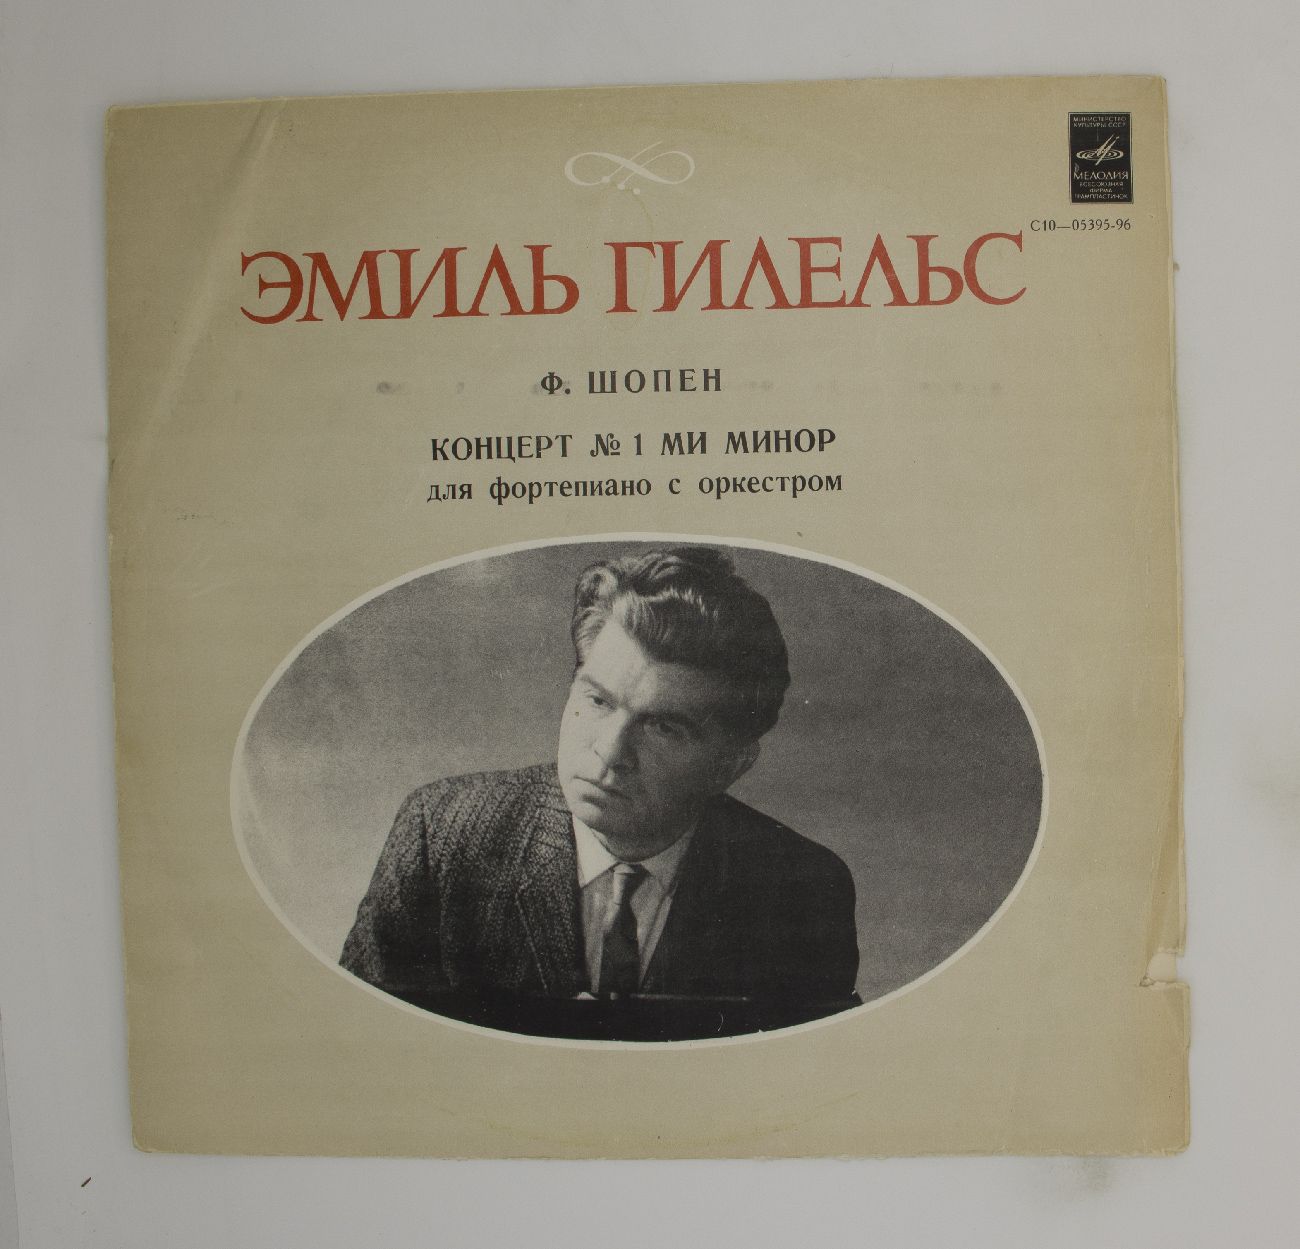 МИНИСТЕРСТВО
КУЛЬТУРЫ СССР
МЕЛОДИЯ
ВСЕСОЮЗНАЯ
ФИРМА
ГРАМПЛАСТИНОК
С10—05395-96
ЭМИЛЬ ГИЛЕЛЬС
Ф. ШОПЕН
КОНЦЕРТ № 1 МИ МИНОР
для фортепиано с оркестром